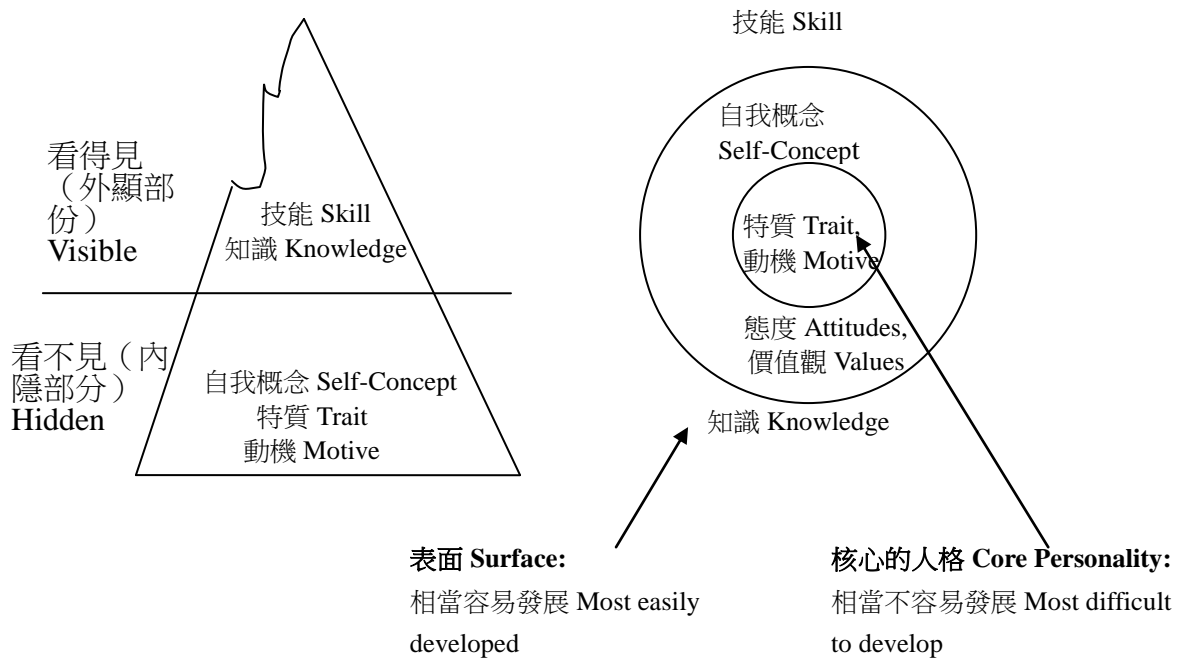 看得見
（外顯部
份）
Visible
技能 Skill
知識 Knowledge
看不見（內
隱部分）
Hidden
自我概念 Self-Concept
特質 Trait
動機 Motive
技能 Skill
自我概念
Self-Concept
特質 Trait,
動機 Motive
態度 Attitudes,
價值觀 Values
知識 Knowledge
表面 Surface:
相當容易發展 Most easily
developed
核心的人格 Core Personality:
相當不容易發展 Most difficult
to develop